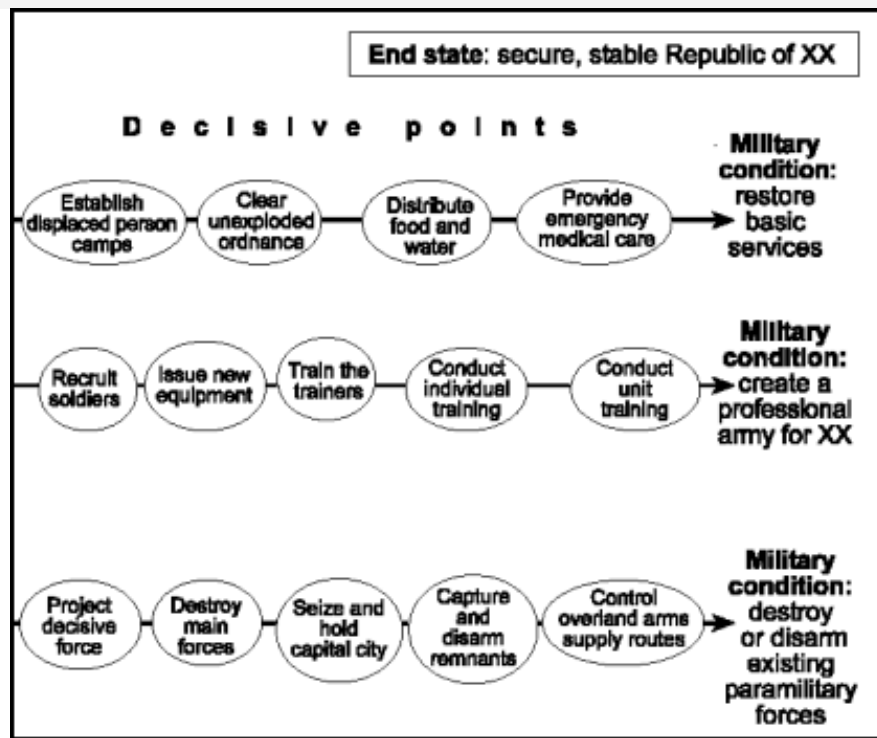 End state: secure, stable Republic of XX
Decisive points
Establish
displaced person
camps
Clear
unexploded
ordnance
Distribute
food and
water
Provide
emergency
medical care
Military
condition:
restore
basic
services
Recruit
soldiers
Issue new
equipment
Train the
trainers
Conduct
individual
training
Conduct
unit
training
Military
condition:
create a
professional
army for XX
Project
decisive
force
Destroy
main
forces
Seize and
hold
capital city
Capture
and
disarm
remnants
Control
overland arms
supply routes
Military
condition:
destroy
or disarm
existing
paramilitary
forces